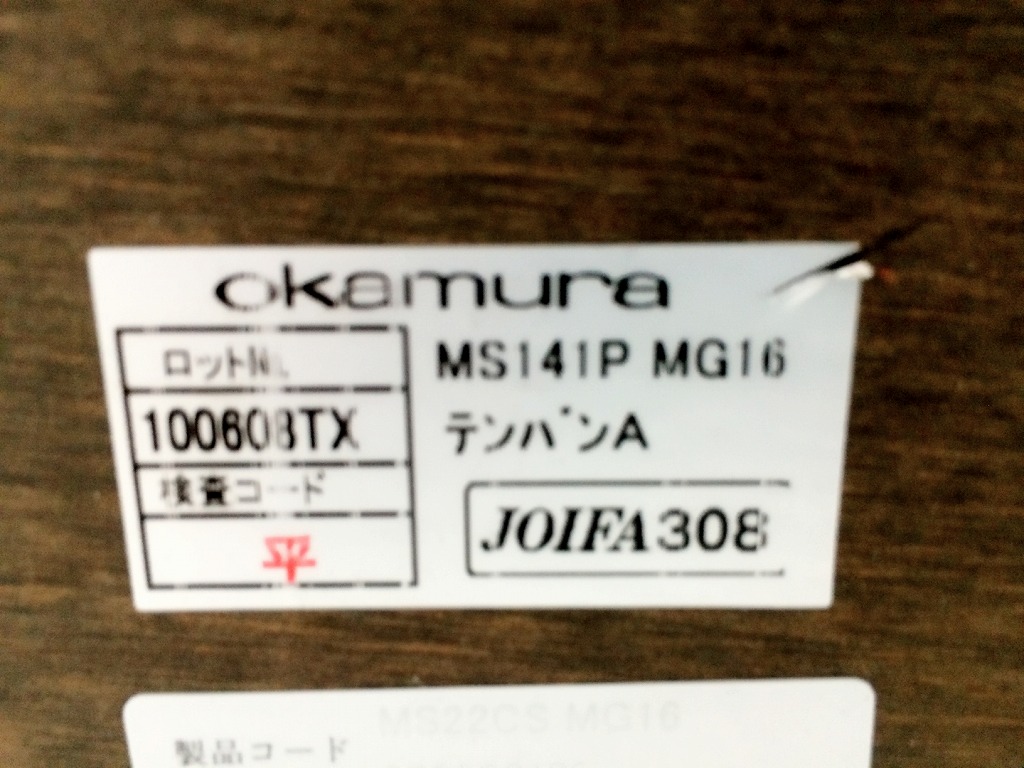 okamura
ロットNo.
MS141P MG16
100608TX
テンバンA
検査コード
平
JOIFA308
MS22CS MG16
製品コード